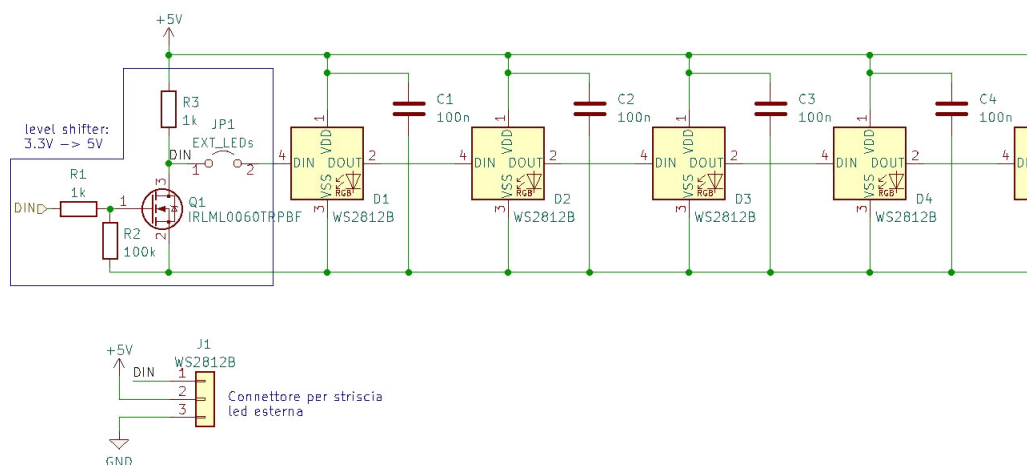 +5V
R3
1k
level shifter:
3.3V -> 5V
JP1
EXT_LEDs
DIN
1
2
R1
1k
DIN
1
3
2
Q1
IRLML0060TRPBF
R2
100k
4
DIN
1
VDD
DOUT
2
VSS
3
RGB
D1
WS2812B
C1
100n
4
DIN
1
VDD
DOUT
2
VSS
3
RGB
D2
WS2812B
C2
100n
4
DIN
1
VDD
DOUT
2
VSS
3
RGB
D3
WS2812B
C3
100n
4
DIN
1
VDD
DOUT
2
VSS
3
RGB
D4
WS2812B
C4
100n
4
+5V
J1
WS2812B
DIN
1
2
3
Connettore per striscia
led esterna
GND